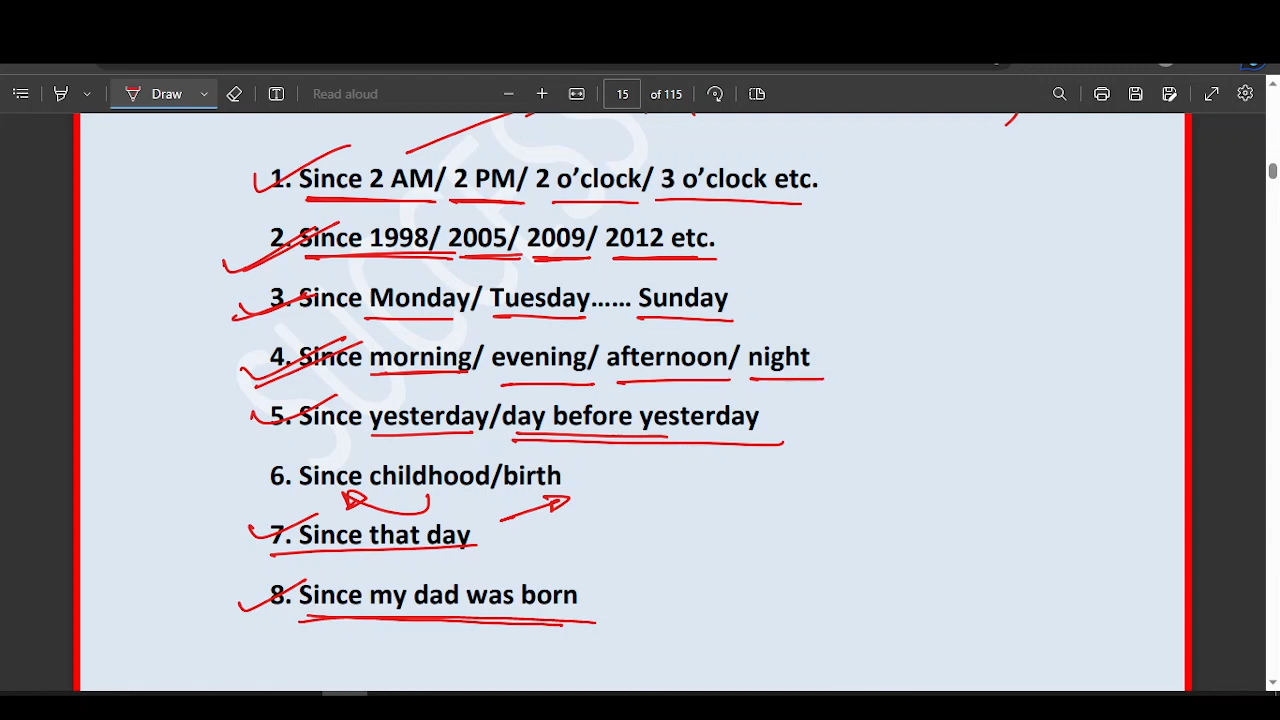 Draw
Read aloud
15 of 115
1. Since 2 AM/ 2 PM/ 2 o’clock/ 3 o’clock etc.
2. Since 1998/ 2005/ 2009/ 2012 etc.
3. Since Monday/ Tuesday…… Sunday
4. Since morning/ evening/ afternoon/ night
5. Since yesterday/day before yesterday
6. Since childhood/birth
7. Since that day
8. Since my dad was born
SUCCESS